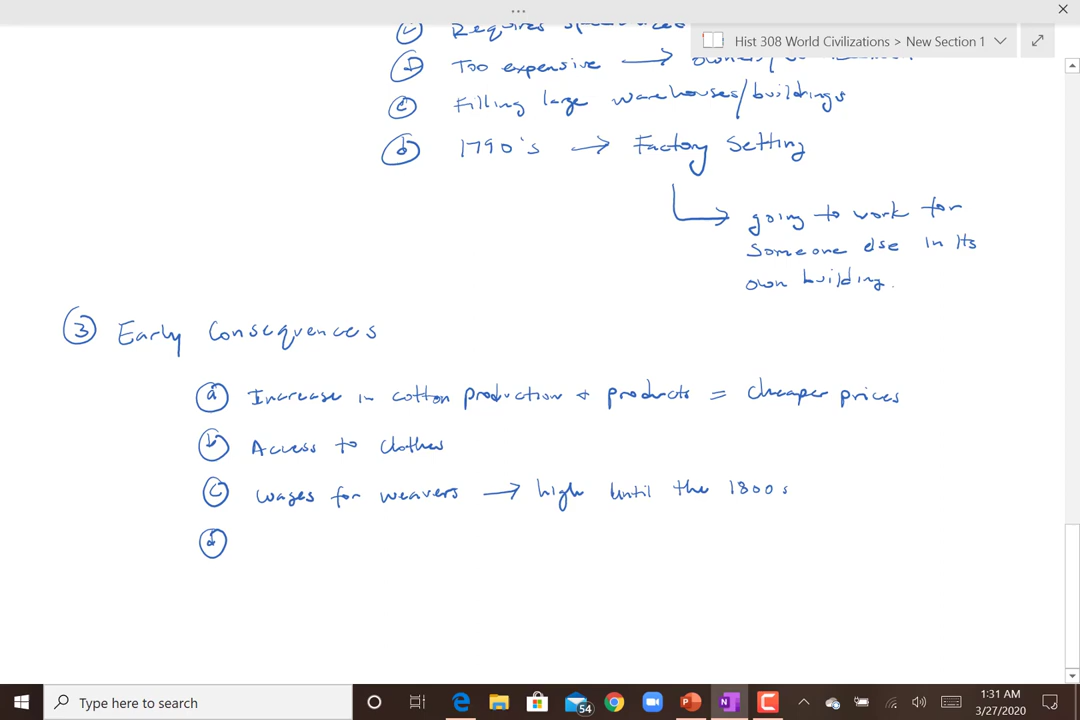 (c) Requires
Hist 308 World Civilizations > New Section 1
(d) Too expensive →
(e) Filling large warehouses/buildings
(b) 1790's → Factory Setting
going to work for
someone else in its
own building.
(3) Early Consequences
(a) Increase in cotton production + products = cheaper prices
(b) Access to clothes
(c) wages for weavers → high until the 1800s
(d)
Type here to search
54
1:31 AM
3/27/2020